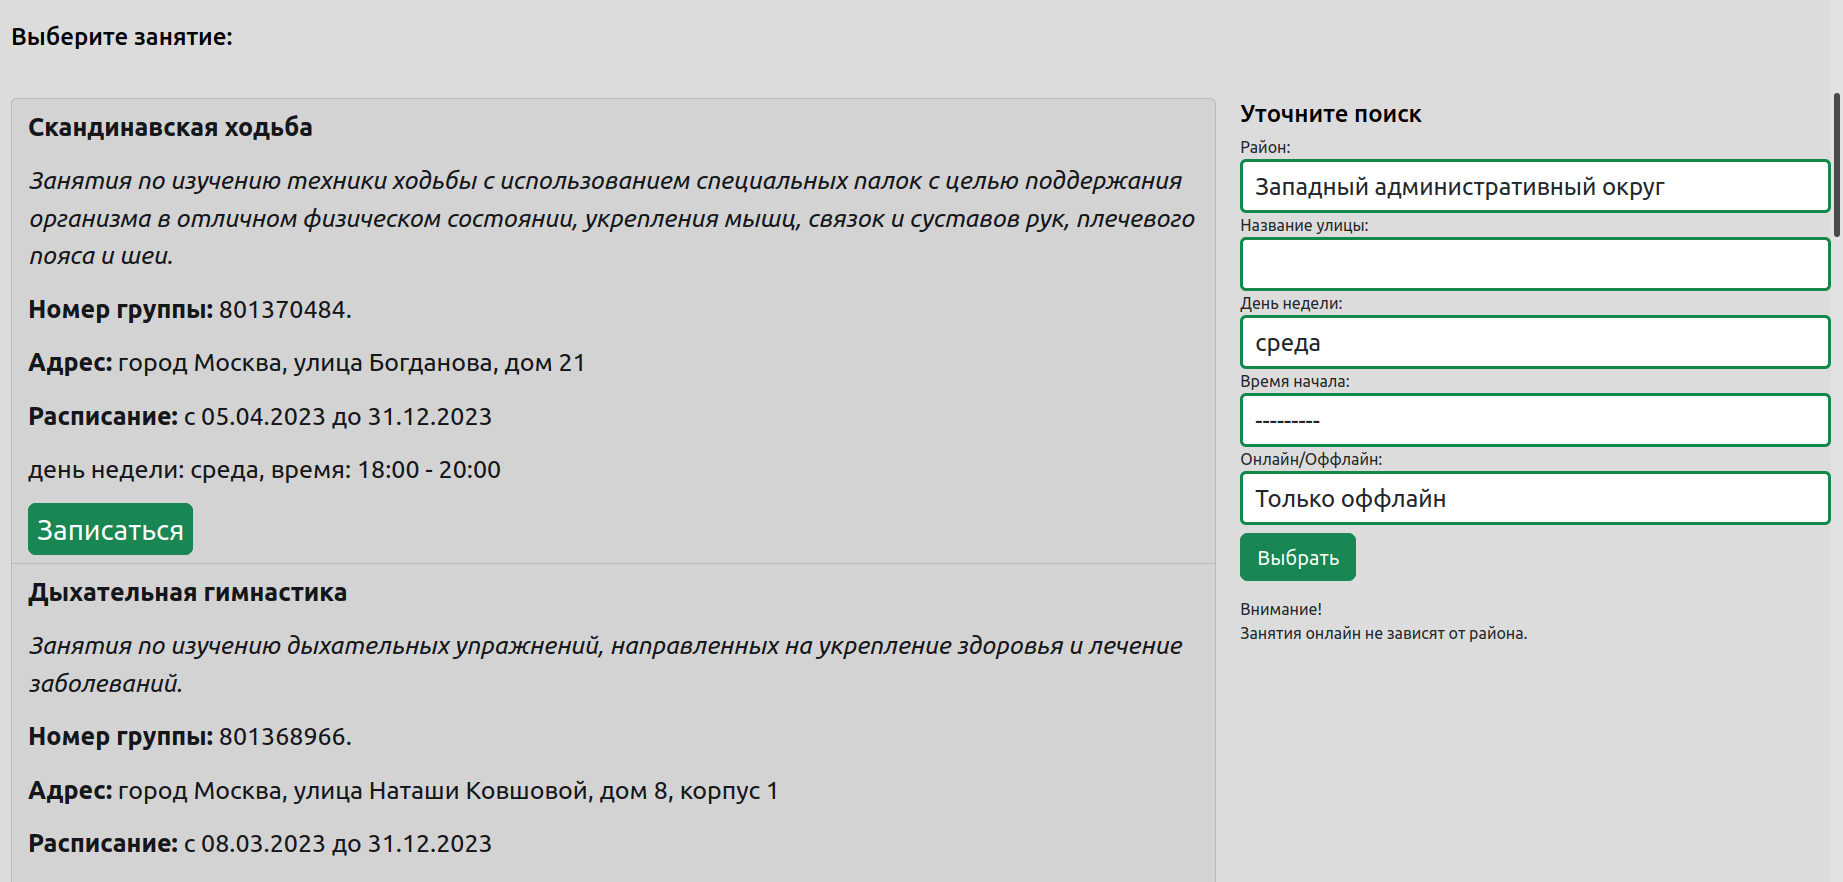 Выберите занятие:
Скандинавская ходьба
Занятия по изучению техники ходьбы с использованием специальных палок с целью поддержания
организма в отличном физическом состоянии, укрепления мышц, связок и суставов рук, плечевого
пояса и шеи.
Номер группы: 801370484.
Адрес: город Москва, улица Богданова, дом 21
Расписание: с 05.04.2023 до 31.12.2023
день недели: среда, время: 18:00 - 20:00
Записаться
Дыхательная гимнастика
Занятия по изучению дыхательных упражнений, направленных на укрепление здоровья и лечение
заболеваний.
Номер группы: 801368966.
Адрес: город Москва, улица Наташи Ковшовой, дом 8, корпус 1
Расписание: с 08.03.2023 до 31.12.2023
Уточните поиск
Район:
Западный административный округ
Название улицы:
День недели:
среда
Время начала:
---------
Онлайн/Оффлайн:
Только оффлайн
Выбрать
Внимание!
Занятия онлайн не зависят от района.